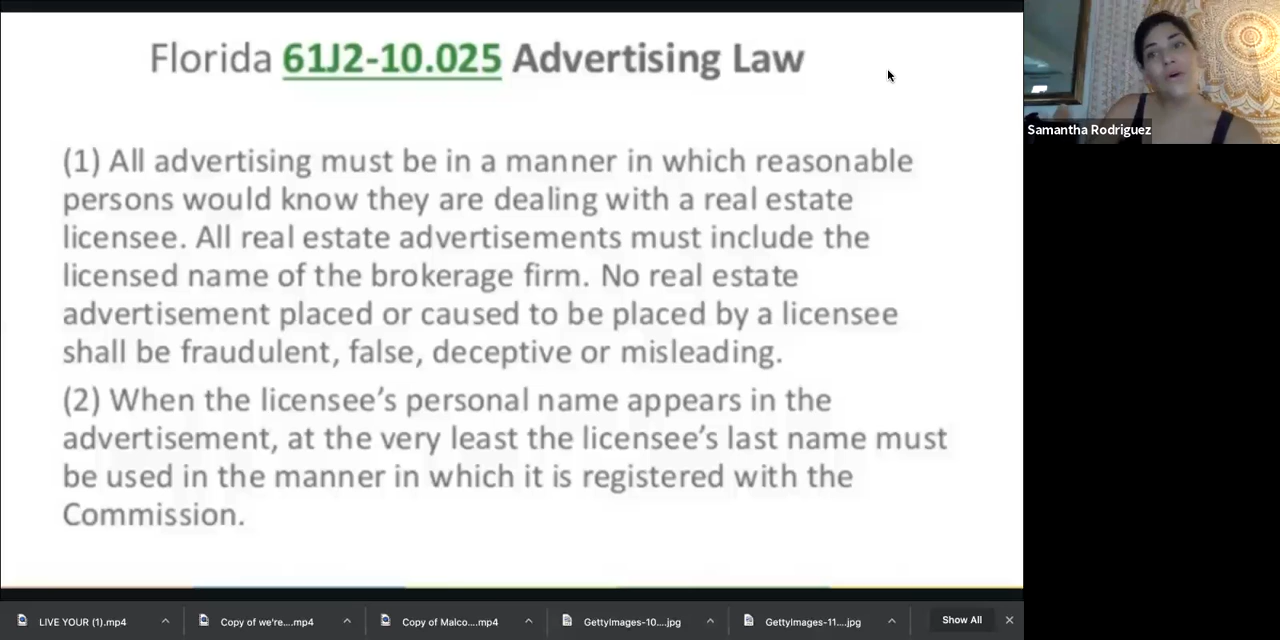 Florida 61J2-10.025 Advertising Law
(1) All advertising must be in a manner in which reasonable
persons would know they are dealing with a real estate
licensee. All real estate advertisements must include the
licensed name of the brokerage firm. No real estate
advertisement placed or caused to be placed by a licensee
shall be fraudulent, false, deceptive or misleading.
(2) When the licensee’s personal name appears in the
advertisement, at the very least the licensee’s last name must
be used in the manner in which it is registered with the
Commission.
Samantha Rodriguez
LIVE YOUR (1).mp4
Copy of we're....mp4
Copy of Malco....mp4
GettyImages-10....jpg
GettyImages-11....jpg
Show All